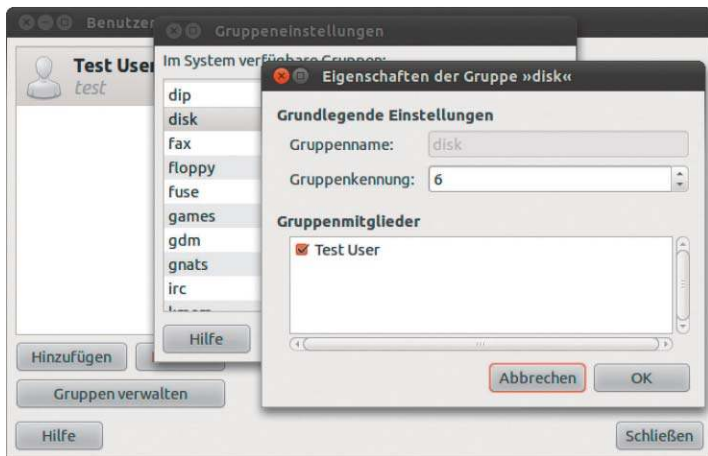 Benutzer
Test User
test
Gruppeneinstellungen
Im System verfügbare Gruppen:
dip
disk
fax
floppy
fuse
games
gdm
gnats
irc
Hilfe
Eigenschaften der Gruppe »disk«
Grundlegende Einstellungen
Gruppenname: disk
Gruppenkennung: 6
Gruppenmitglieder
Test User
Abbrechen OK
Hinzufügen
Gruppen verwalten
Hilfe Schließen